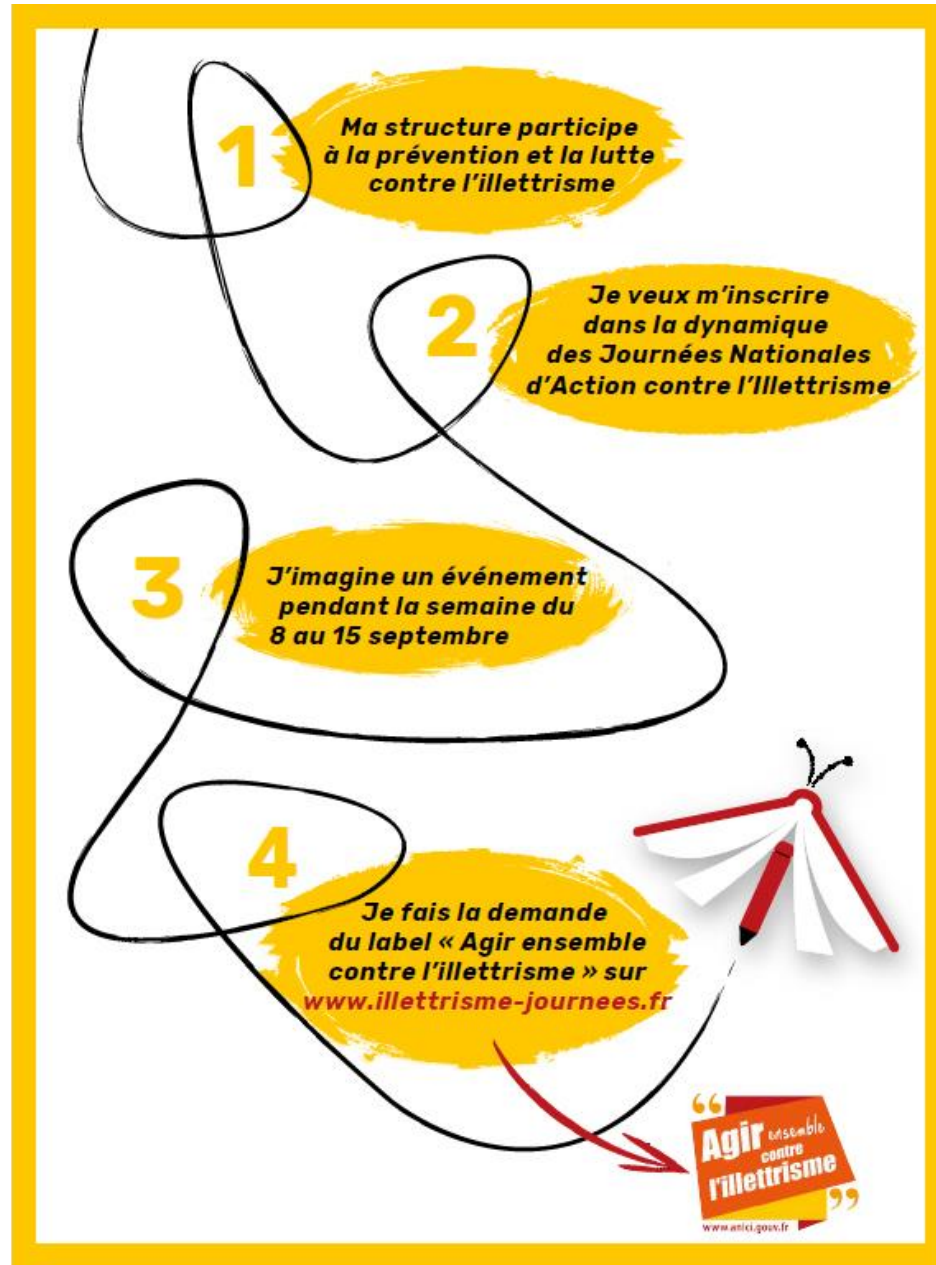 1
Ma structure participe
à la prévention et la lutte
contre l'illettrisme
2
Je veux m'inscrire
dans la dynamique
des Journées Nationales
d'Action contre l'Illettrisme
3
J'imagine un événement
pendant la semaine du
8 au 15 septembre
4
Je fais la demande
du label « Agir ensemble
contre l'illettrisme » sur
www.illettrisme-journees.fr
“ Agir ensemble
contre
l'illettrisme ”
www.anlci.gouv.fr